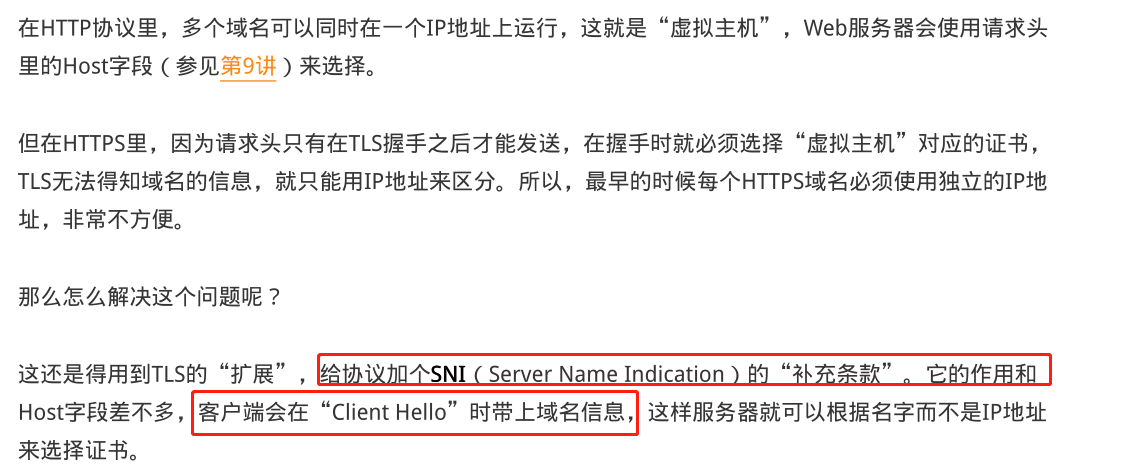 在HTTP协议里，多个域名可以同时在一个IP地址上运行，这就是“虚拟主机”，Web服务器会使用请求头
里的Host字段（参见第9讲）来选择。
但在HTTPS里，因为请求头只有在TLS握手之后才能发送，在握手时就必须选择“虚拟主机”对应的证书，
TLS无法得知域名的信息，就只能用IP地址来区分。所以，最早的时候每个HTTPS域名必须使用独立的IP地
址，非常不方便。
那么怎么解决这个问题呢？
这还是得用到TLS的“扩展”，给协议加个SNI（Server Name Indication）的“补充条款”。它的作用和
Host字段差不多，客户端会在“Client Hello”时带上域名信息，这样服务器就可以根据名字而不是IP地址
来选择证书。